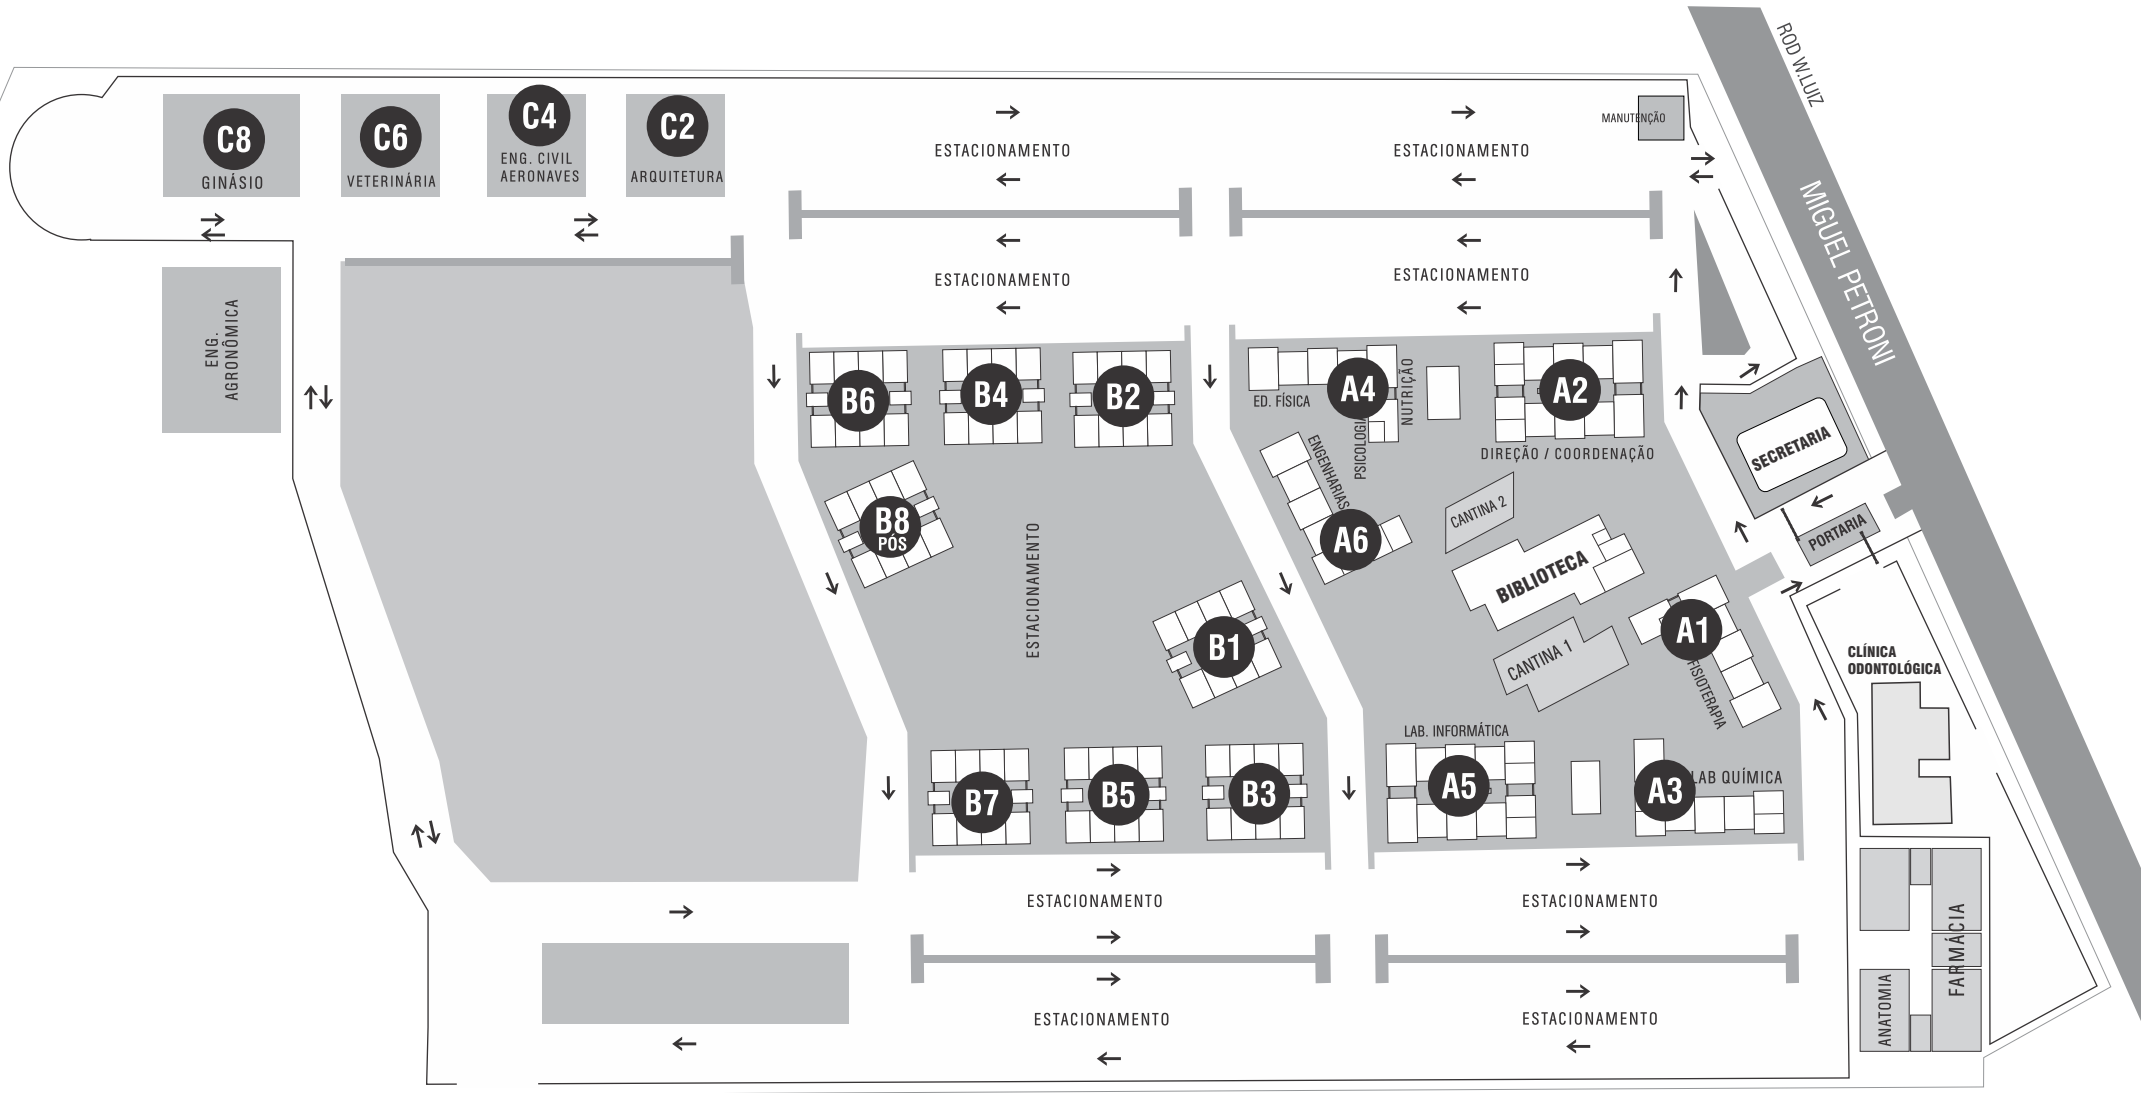 ROD W.LUIZ
MIGUEL PETRONI
C8
GINÁSIO
C6
VETERINÁRIA
C4
ENG. CIVIL
AERONAVES
C2
ARQUITETURA
ESTACIONAMENTO
ESTACIONAMENTO
MANUTENÇÃO
ESTACIONAMENTO
ESTACIONAMENTO
ENG.
AGRONÔMICA
B6
B4
B2
B8
PÓS
ESTACIONAMENTO
B1
B7
B5
B3
A4
ED. FÍSICA
PSICOLOGIA
NUTRIÇÃO
A2
DIREÇÃO / COORDENAÇÃO
ENGENHARIAS
A6
CANTINA 2
BIBLIOTECA
CANTINA 1
A1
FISIOTERAPIA
LAB. INFORMÁTICA
A5
A3
LAB QUÍMICA
SECRETARIA
PORTARIA
CLÍNICA
ODONTOLÓGICA
FARMÁCIA
ANATOMIA
ESTACIONAMENTO
ESTACIONAMENTO
ESTACIONAMENTO
ESTACIONAMENTO